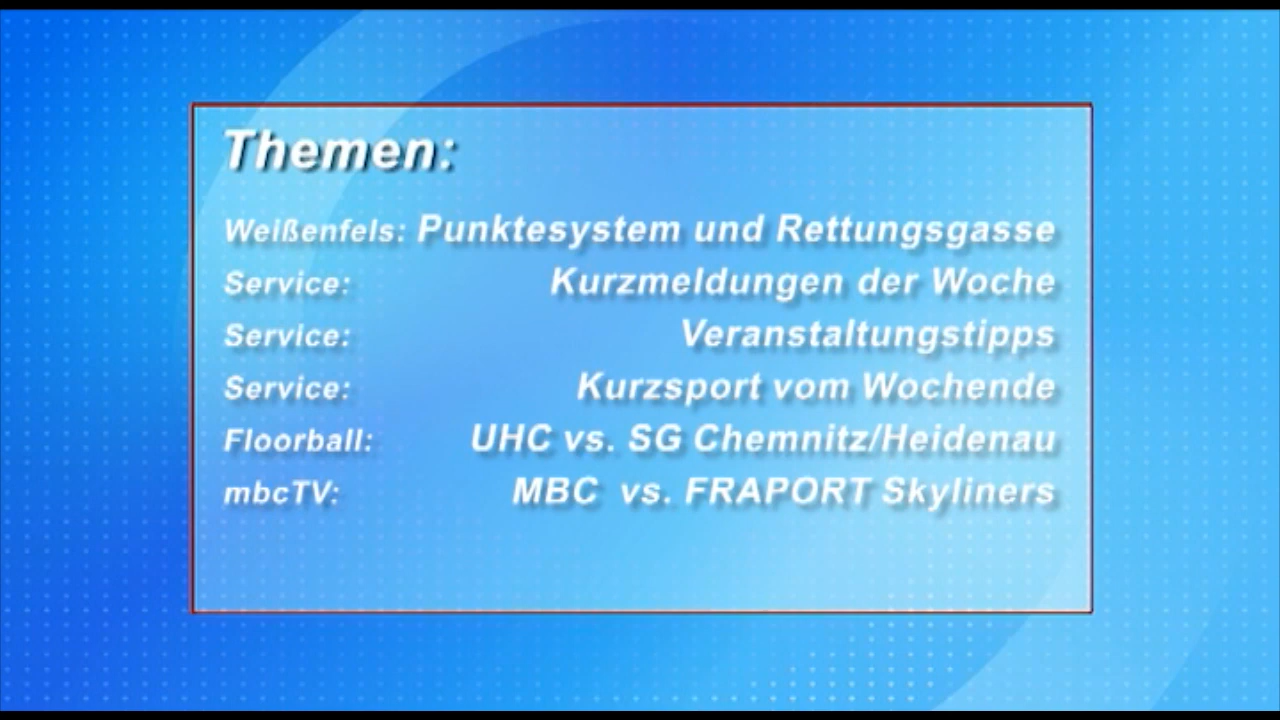 Themen:
Weißenfels: Punktesystem und Rettungsgasse
Service: Kurzmeldungen der Woche
Service: Veranstaltungstipps
Service: Kurzsport vom Wochende
Floorball: UHC vs. SG Chemnitz/Heidenau
mbcTV: MBC vs. FRAPORT Skyliners